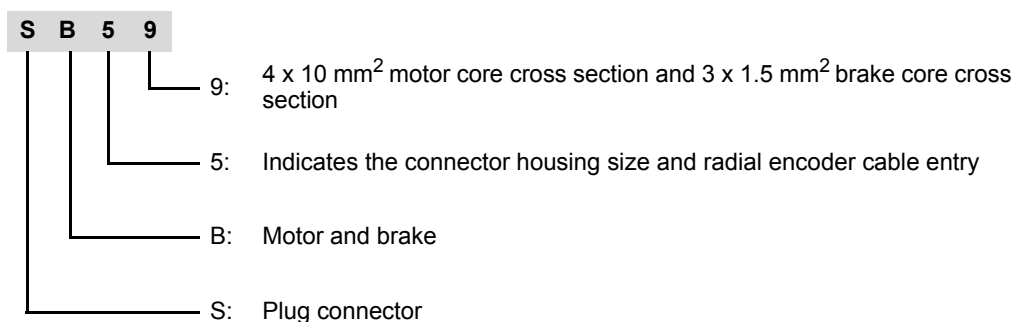 S B 5 9
9: 4 x 10 mm² motor core cross section and 3 x 1.5 mm² brake core cross
section
5: Indicates the connector housing size and radial encoder cable entry
B: Motor and brake
S: Plug connector